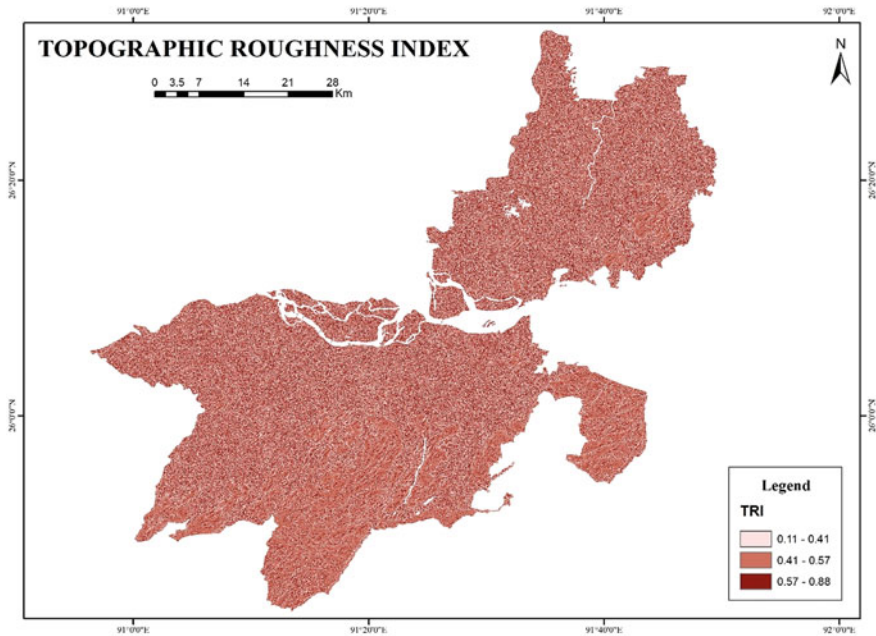 91°0'0"E 91°20'0"E 91°40'0"E 92°0'0"E
TOPOGRAPHIC ROUGHNESS INDEX
N
0 3.5 7 14 21 28
Km
26°20'0"N 26°20'0"N
26°0'0"N 26°0'0"N
Legend
TRI
0.11 - 0.41
0.41 - 0.57
0.57 - 0.88
91°0'0"E 91°20'0"E 91°40'0"E 92°0'0"E